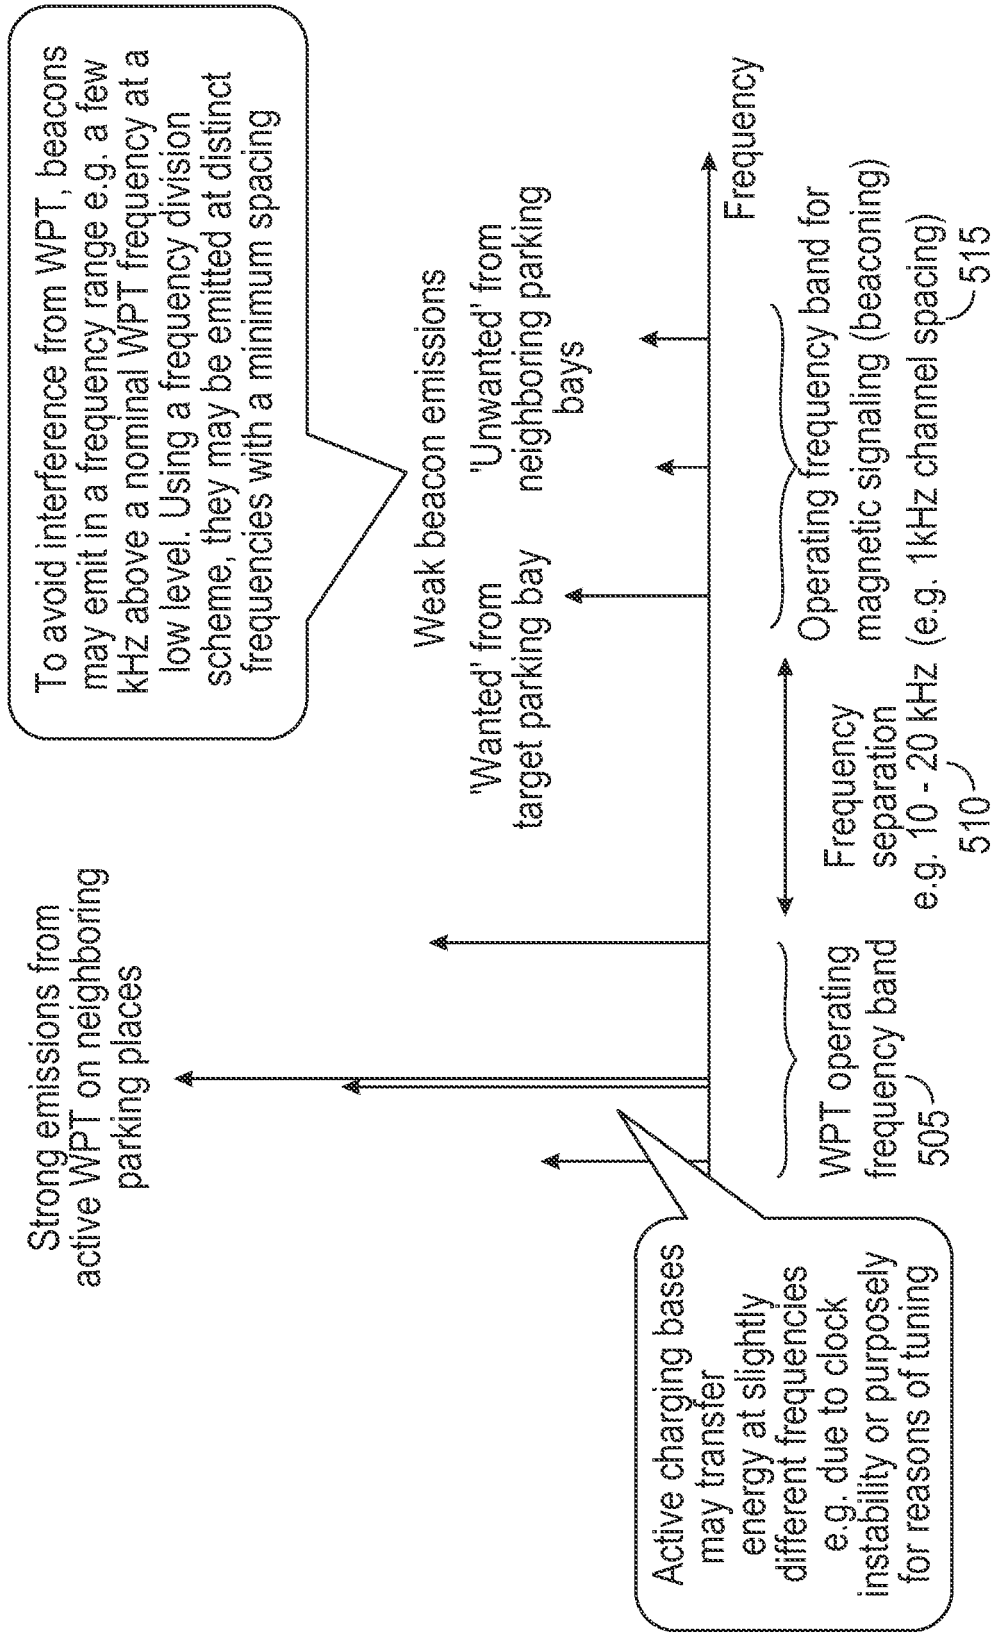 To avoid interference from WPT, beacons
may emit in a frequency range e.g. a few
kHz above a nominal WPT frequency at a
low level. Using a frequency division
scheme, they may be emitted at distinct
frequencies with a minimum spacing
Strong emissions from
active WPT on neighboring
parking places
Weak beacon emissions
'Wanted' from
target parking bay
'Unwanted' from
neighboring parking
bays
Frequency
Active charging bases
may transfer
energy at slightly
different frequencies
e.g. due to clock
instability or purposely
for reasons of tuning
WPT operating
frequency band
505
Frequency
separation
e.g. 10 - 20 kHz
510
Operating frequency band for
magnetic signaling (beaconing)
(e.g. 1kHz channel spacing)
515